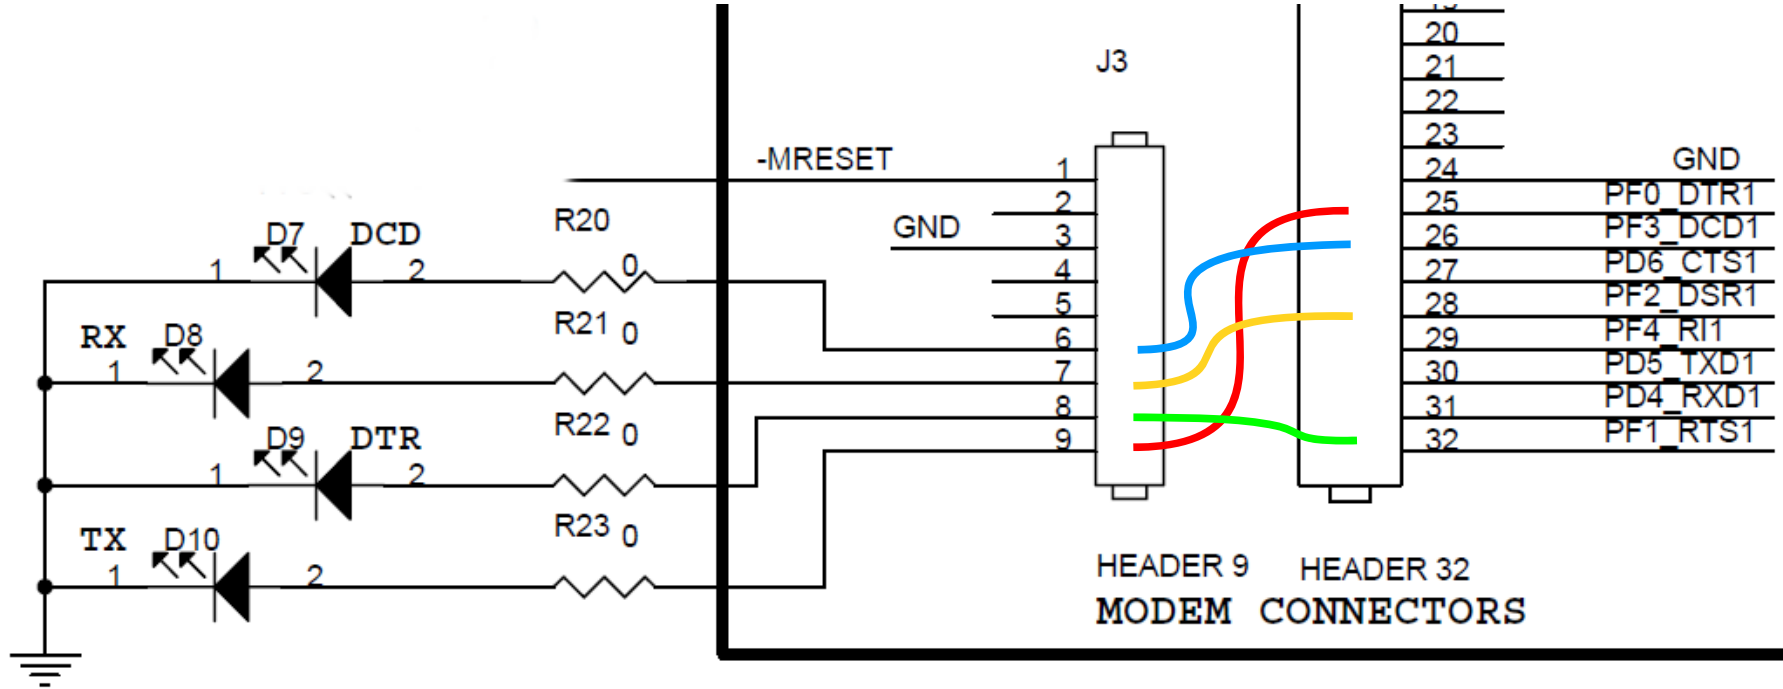 20
21
J3
22
23
-MRESET
1
24
GND
2
25
PF0_DTR1
R20
GND
3
26
PF3_DCD1
D7
DCD
1
2
0
4
27
PD6_CTS1
5
28
PF2_DSR1
R21
0
6
29
PF4_RI1
RX
D8
1
2
7
30
PD5_TXD1
R22
0
8
31
PD4_RXD1
D9
DTR
9
32
PF1_RTS1
1
2
R23
0
TX
D10
1
2
HEADER 9
HEADER 32
MODEM CONNECTORS